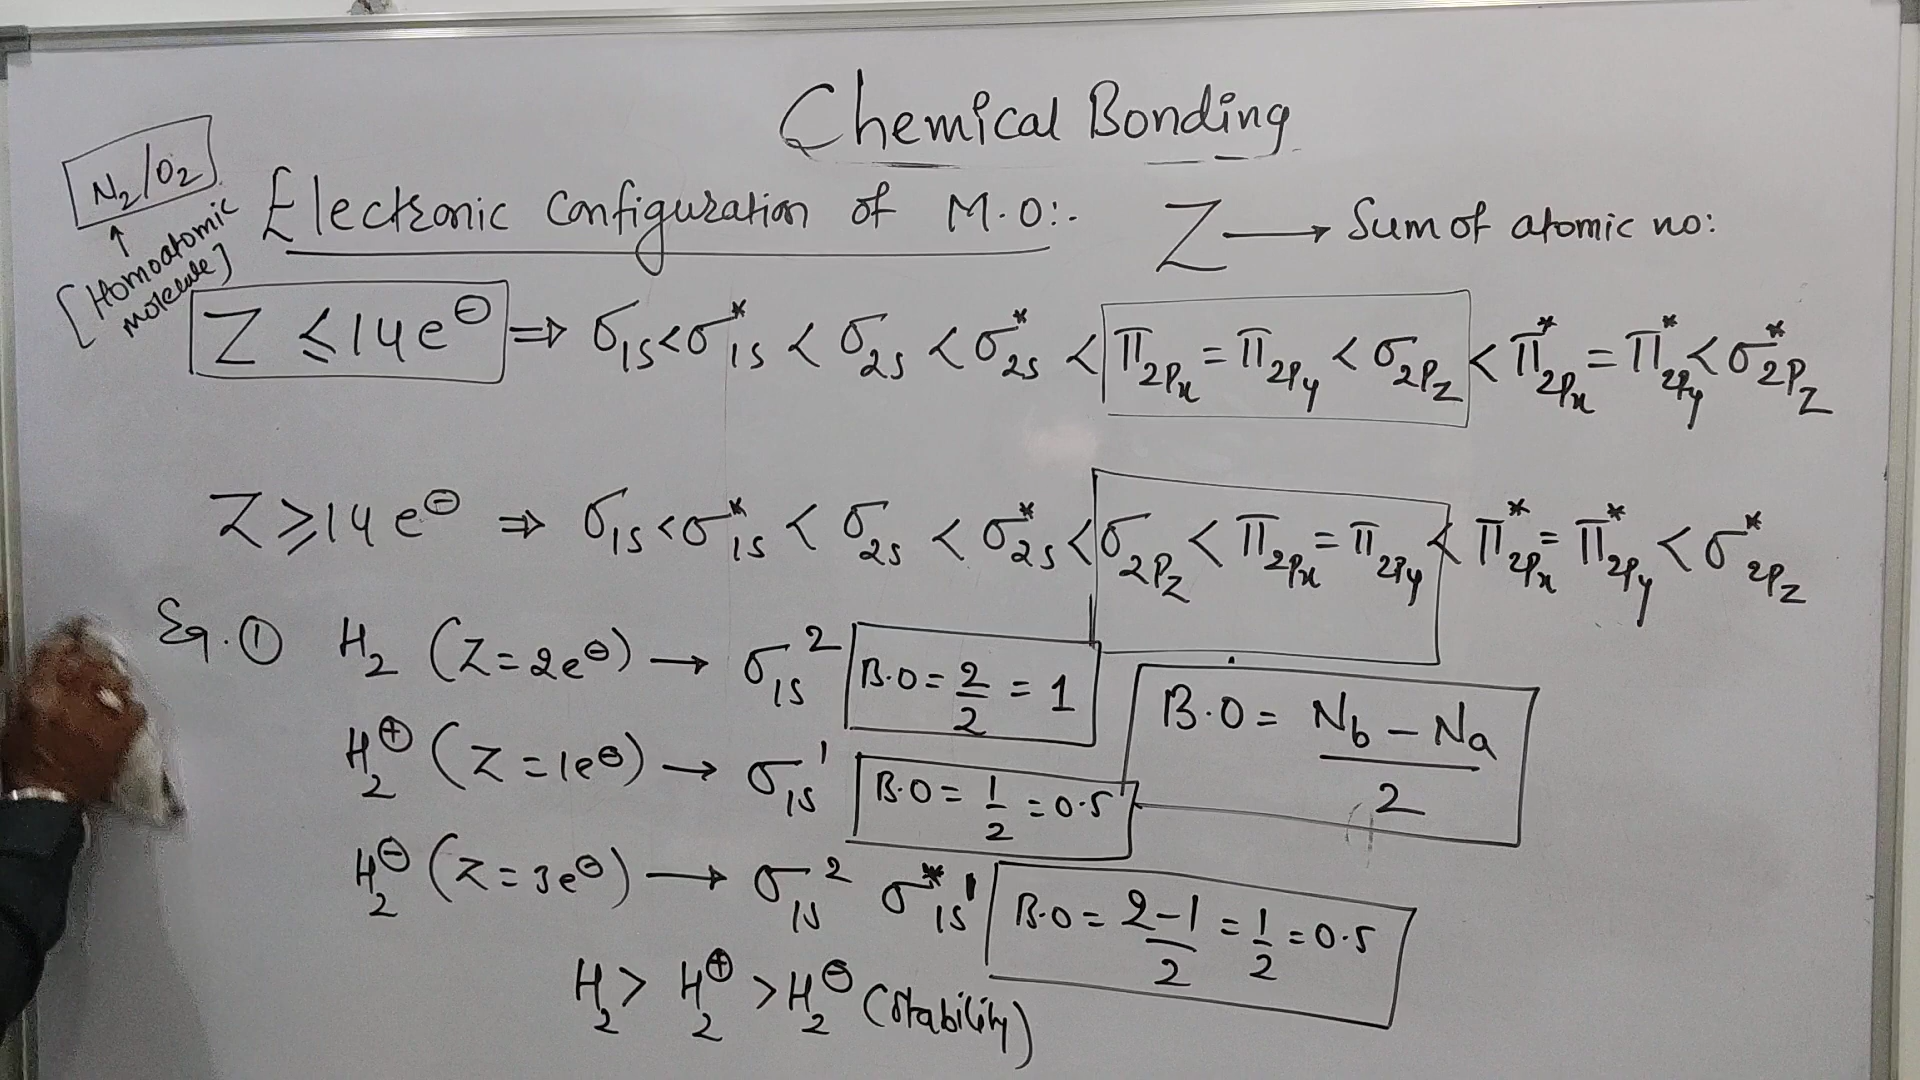 Chemical Bonding
N₂/O₂
↑
[Homoatomic
molecule]
Electronic Configuration of M.O:-
Z → Sum of atomic no:
Z ≤ 14e⊖ ⇒ σ1s < σ*1s < σ2s < σ*2s < π2Px = π2Py < σ2Pz < π*2Px = π*2Py < σ*2Pz
Z ≥ 14e⊖ ⇒ σ1s < σ*1s < σ2s < σ*2s < σ2Pz < π2Px = π2Py < π*2Px = π*2Py < σ*2Pz
Eg. ① H₂ (Z = 2e⊖) → σ1s² B.O = 2/2 = 1
B.O = (Nb – Na)/2
H₂⊕ (Z = 1e⊖) → σ1s¹ B.O = 1/2 = 0.5
H₂⊖ (Z = 3e⊖) → σ1s² σ*1s¹ B.O = (2–1)/2 = 1/2 = 0.5
H₂ > H₂⊕ > H₂⊖ (stability)